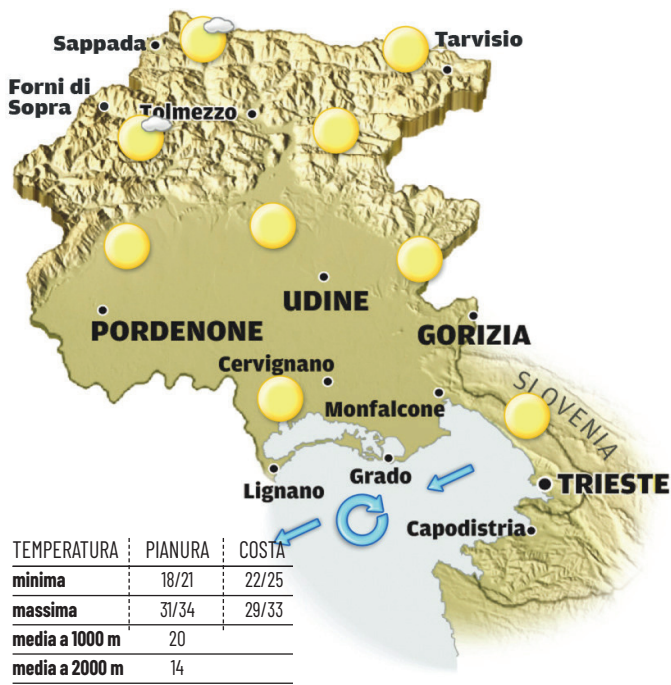 Sappada
Tarvisio
Forni di
Sopra
Tolmezzo
UDINE
PORDENONE
GORIZIA
Cervignano
SLOVENIA
Monfalcone
Grado
Lignano
TRIESTE
Capodistria
TEMPERATURA PIANURA COSTA
minima 18/21 22/25
massima 31/34 29/33
media a 1000 m 20
media a 2000 m 14